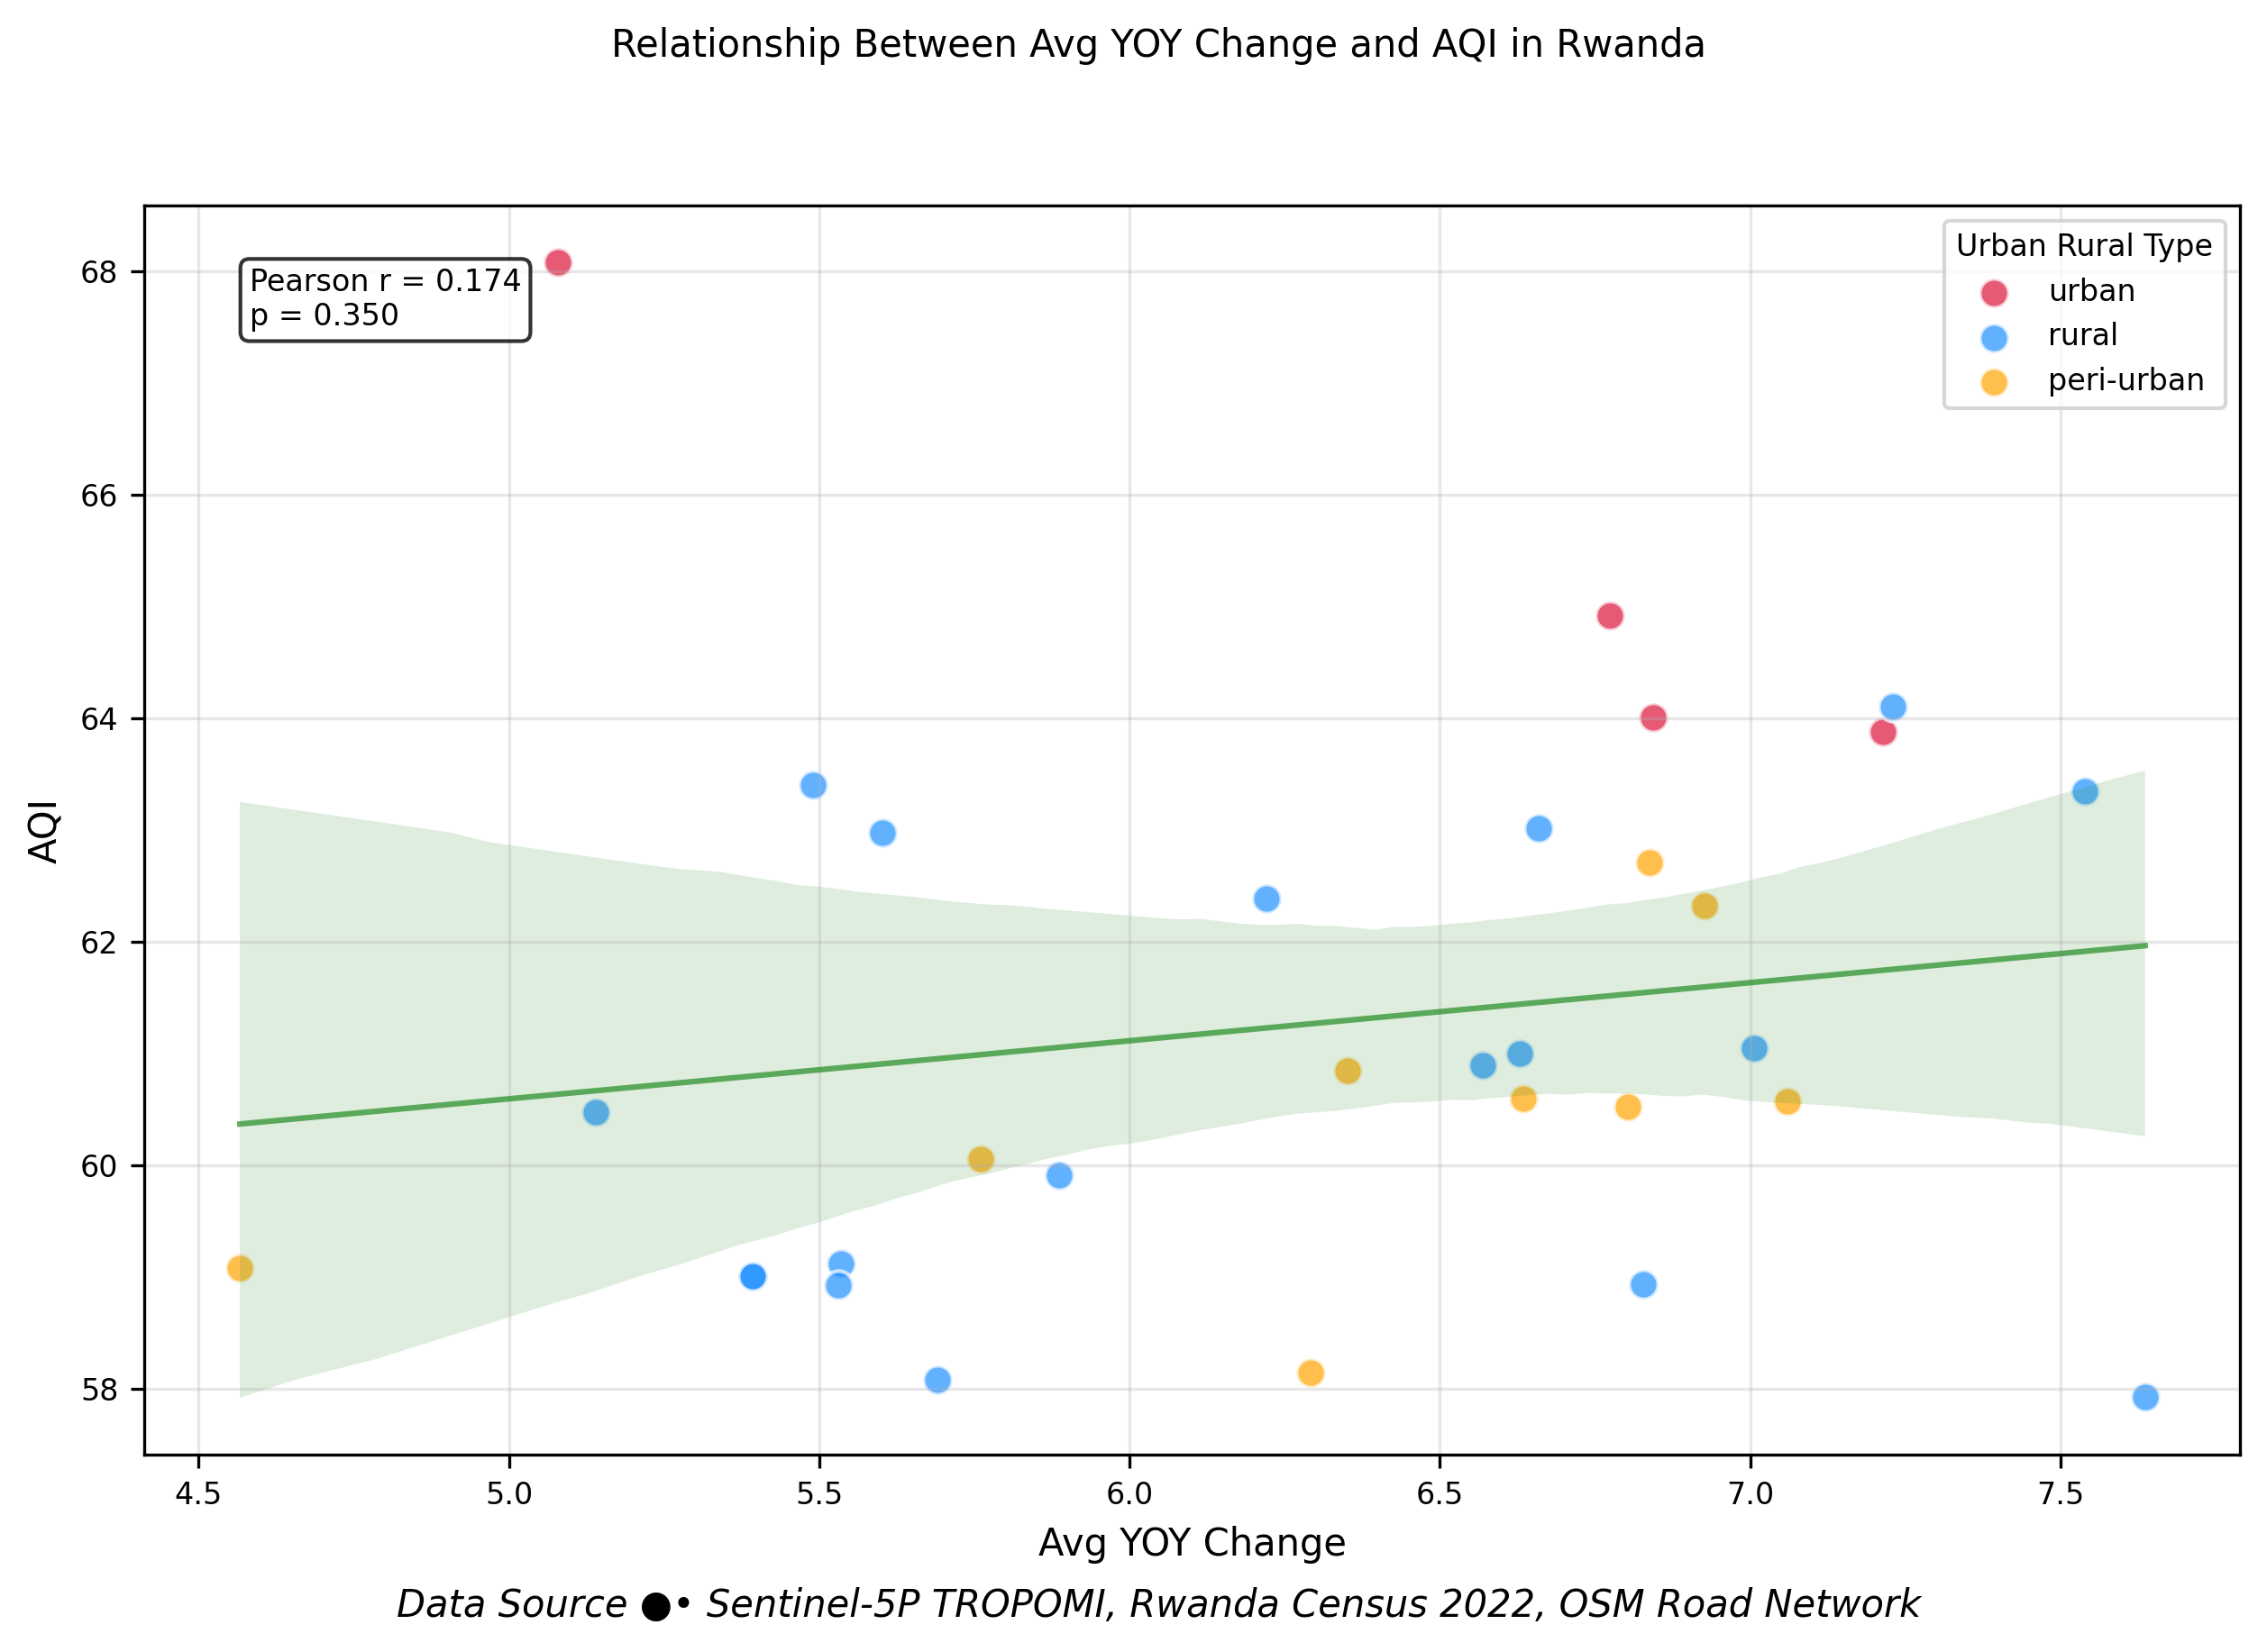 Relationship Between Avg YOY Change and AQI in Rwanda
Pearson r = 0.174
p = 0.350
Urban Rural Type
urban
rural
peri-urban
AQI
68
66
64
62
60
58
4.5 5.0 5.5 6.0 6.5 7.0 7.5
Avg YOY Change
Data Source ●• Sentinel-5P TROPOMI, Rwanda Census 2022, OSM Road Network